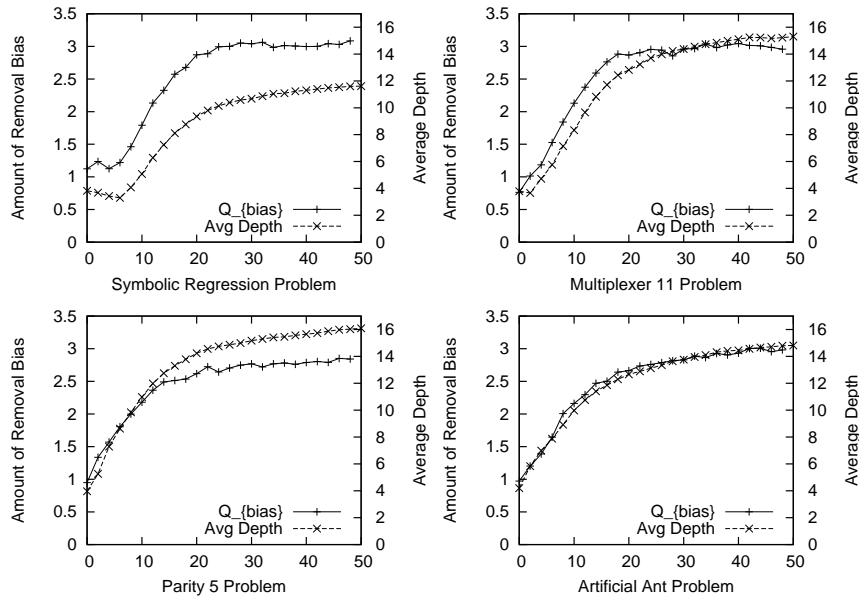 Amount of Removal Bias
3.5
3
2.5
2
1.5
1
0.5
0
16
14
12
10
8
6
4
2
0
Average Depth
Q_{bias}
Avg Depth
0 10 20 30 40 50
Symbolic Regression Problem
Amount of Removal Bias
3.5
3
2.5
2
1.5
1
0.5
0
16
14
12
10
8
6
4
2
0
Average Depth
Q_{bias}
Avg Depth
0 10 20 30 40 50
Multiplexer 11 Problem
Amount of Removal Bias
3.5
3
2.5
2
1.5
1
0.5
0
16
14
12
10
8
6
4
2
0
Average Depth
Q_{bias}
Avg Depth
0 10 20 30 40 50
Parity 5 Problem
Amount of Removal Bias
3.5
3
2.5
2
1.5
1
0.5
0
16
14
12
10
8
6
4
2
0
Average Depth
Q_{bias}
Avg Depth
0 10 20 30 40 50
Artificial Ant Problem